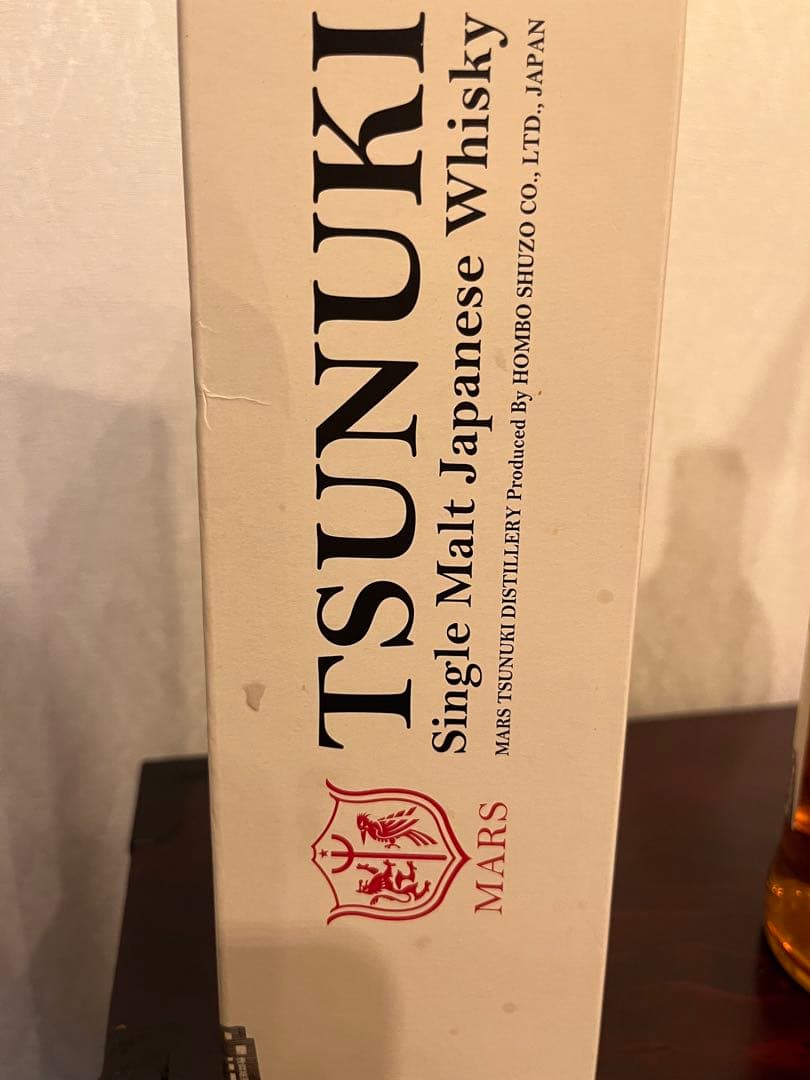 TSUNUKI
Single Malt Japanese Whisky
MARS TSUNUKI DISTILLERY Produced By HOMBO SHUZO CO., LTD., JAPAN
MARS